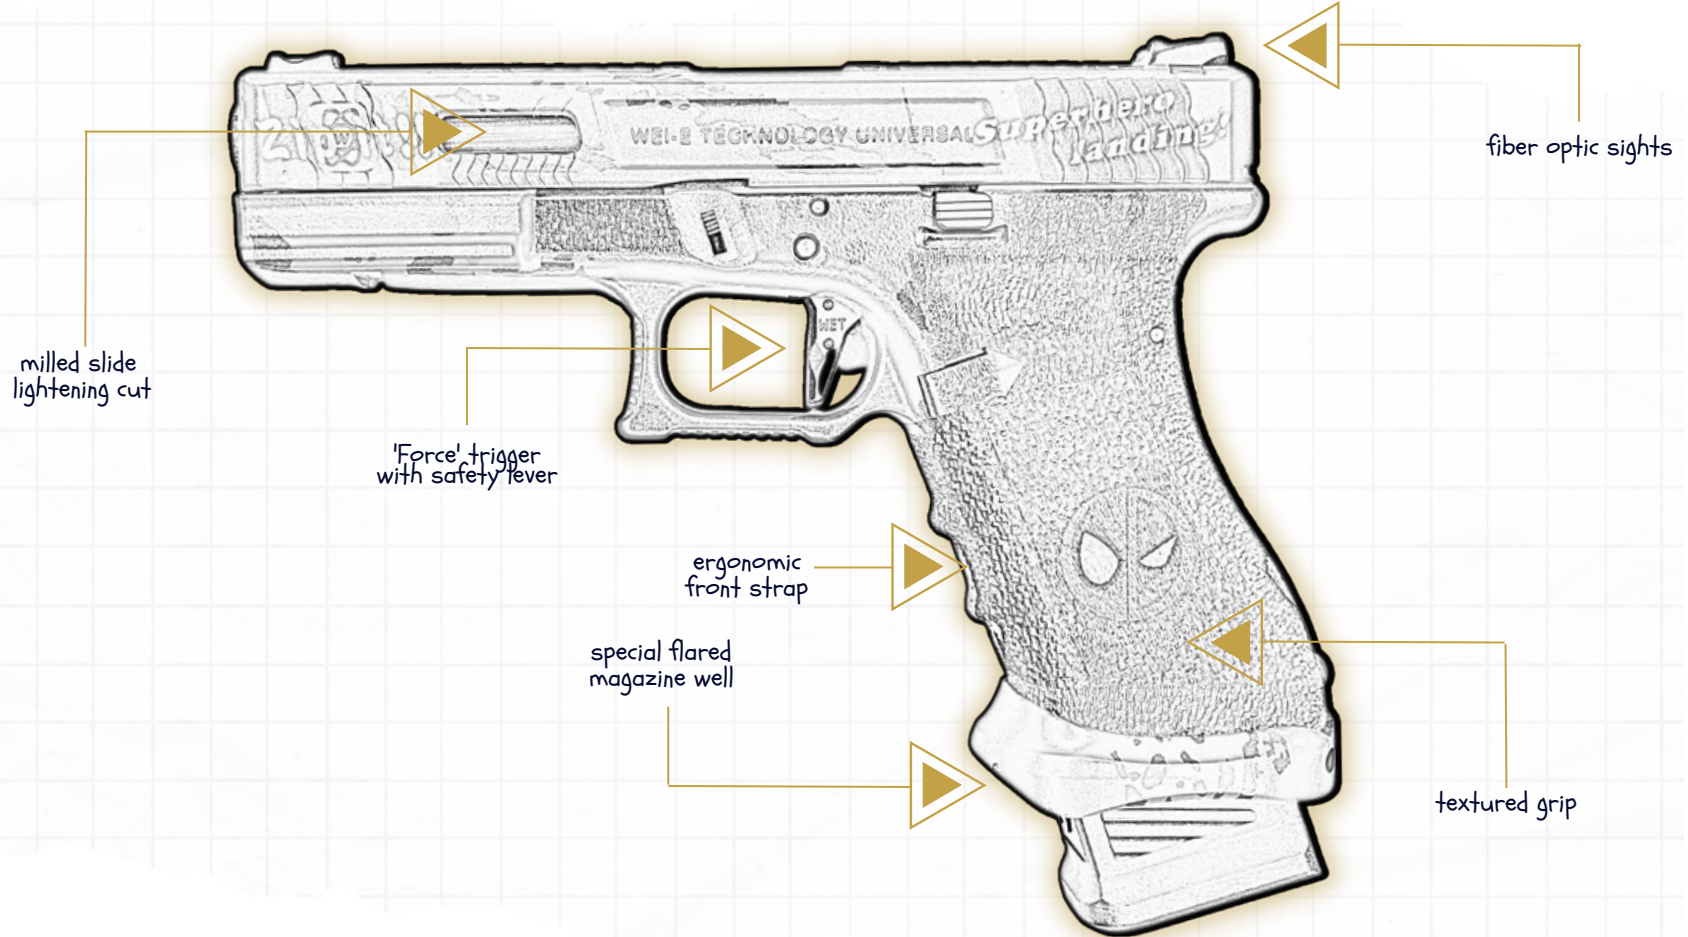 fiber optic sights
WEI-E TECHNOLOGY UNIVERSAL
Superhero
landing!
milled slide
lightening cut
WET
'Force' trigger
with safety lever
ergonomic
front strap
special flared
magazine well
textured grip